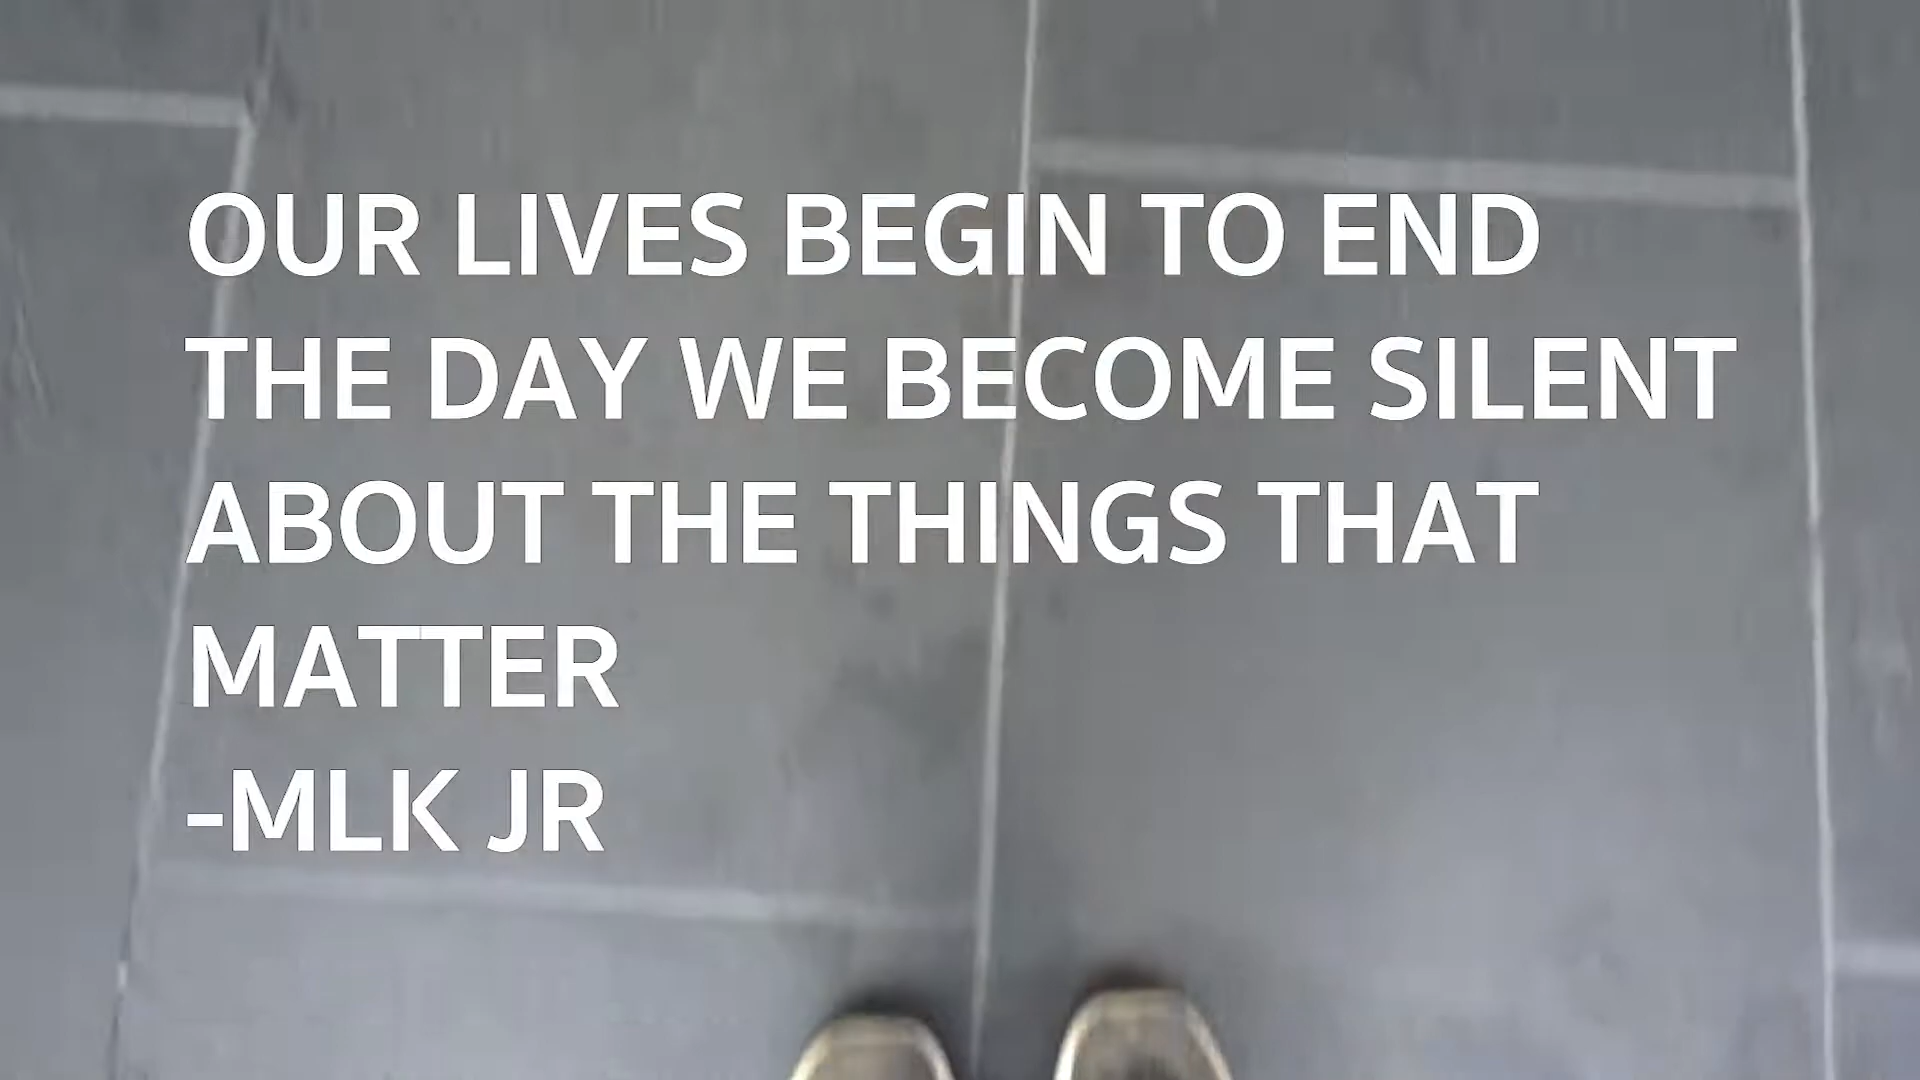 OUR LIVES BEGIN TO END
THE DAY WE BECOME SILENT
ABOUT THE THINGS THAT
MATTER
-MLK JR